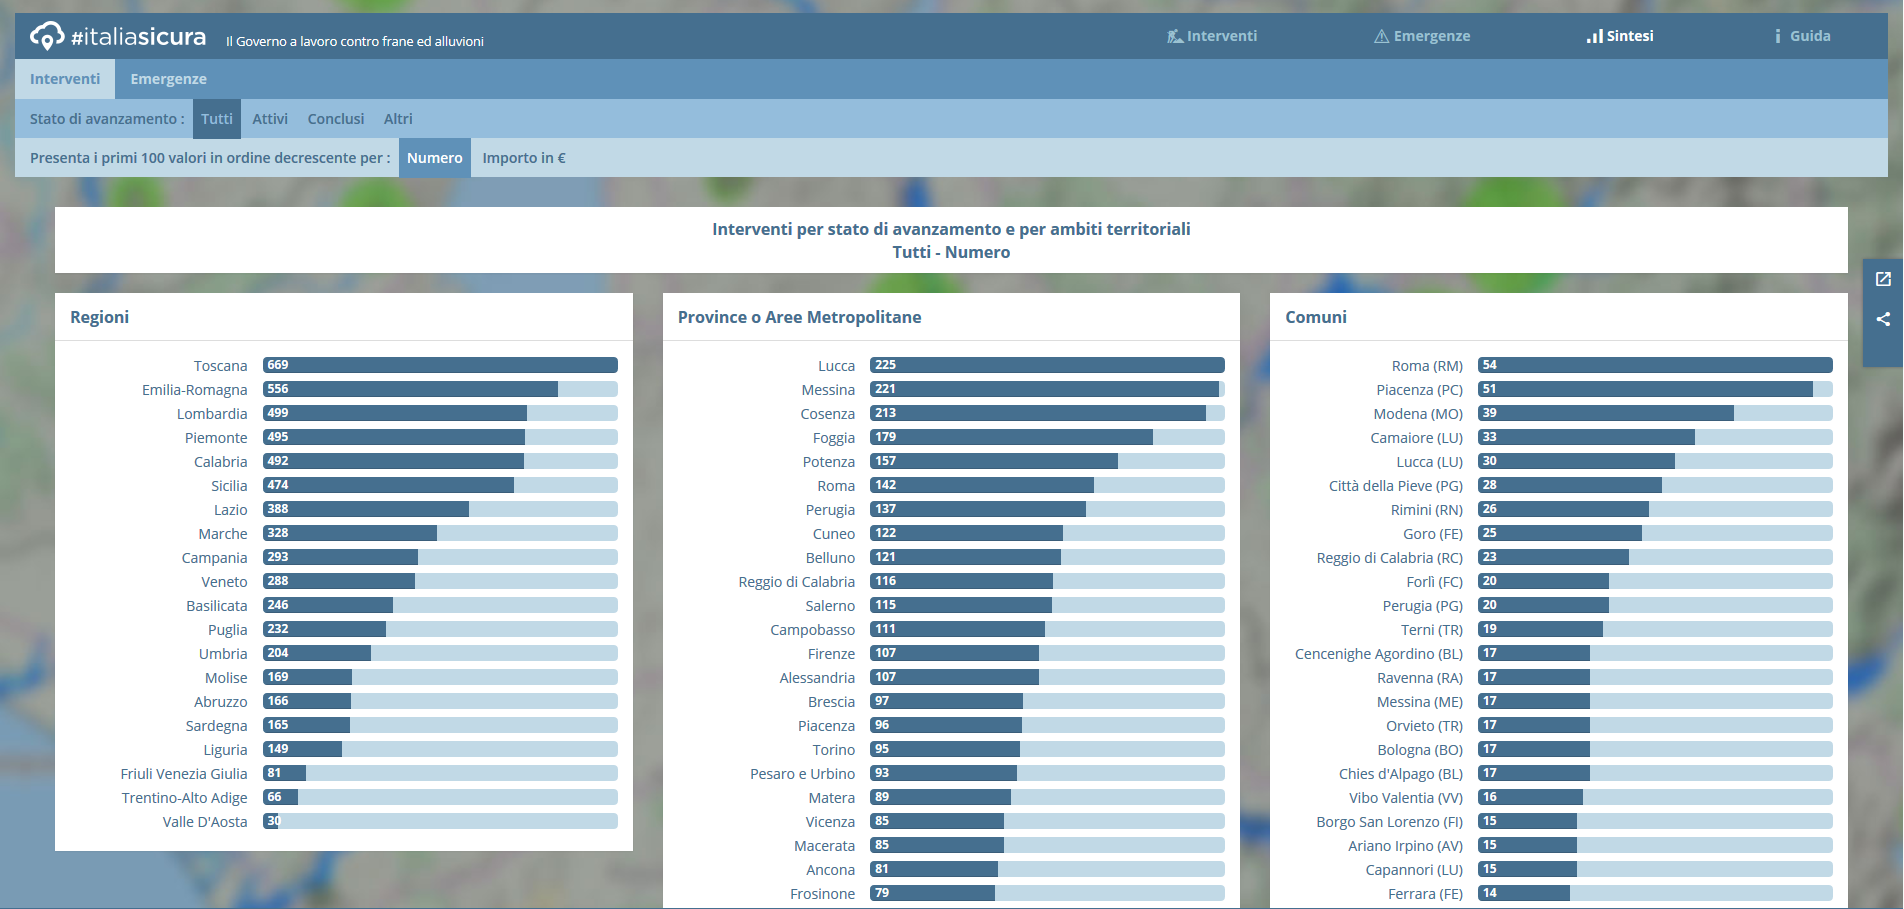 #italiasicura Il Governo a lavoro contro frane ed alluvioni Interventi Emergenze Sintesi Guida
Interventi Emergenze
Stato di avanzamento : Tutti Attivi Conclusi Altri
Presenta i primi 100 valori in ordine decrescente per : Numero Importo in €
Interventi per stato di avanzamento e per ambiti territoriali
Tutti - Numero
Regioni
Toscana 669
Emilia-Romagna 556
Lombardia 499
Piemonte 495
Calabria 492
Sicilia 474
Lazio 388
Marche 328
Campania 293
Veneto 288
Basilicata 246
Puglia 232
Umbria 204
Molise 169
Abruzzo 166
Sardegna 165
Liguria 149
Friuli Venezia Giulia 81
Trentino-Alto Adige 66
Valle D'Aosta 30
Province o Aree Metropolitane
Lucca 225
Messina 221
Cosenza 213
Foggia 179
Potenza 157
Roma 142
Perugia 137
Cuneo 122
Belluno 121
Reggio di Calabria 116
Salerno 115
Campobasso 111
Firenze 107
Alessandria 107
Brescia 97
Piacenza 96
Torino 95
Pesaro e Urbino 93
Matera 89
Vicenza 85
Macerata 85
Ancona 81
Frosinone 79
Comuni
Roma (RM) 54
Piacenza (PC) 51
Modena (MO) 39
Camaiore (LU) 33
Lucca (LU) 30
Città della Pieve (PG) 28
Rimini (RN) 26
Goro (FE) 25
Reggio di Calabria (RC) 23
Forlì (FC) 20
Perugia (PG) 20
Terni (TR) 19
Cencenighe Agordino (BL) 17
Ravenna (RA) 17
Messina (ME) 17
Orvieto (TR) 17
Bologna (BO) 17
Chies d'Alpago (BL) 17
Vibo Valentia (VV) 16
Borgo San Lorenzo (FI) 15
Ariano Irpino (AV) 15
Capannori (LU) 15
Ferrara (FE) 14